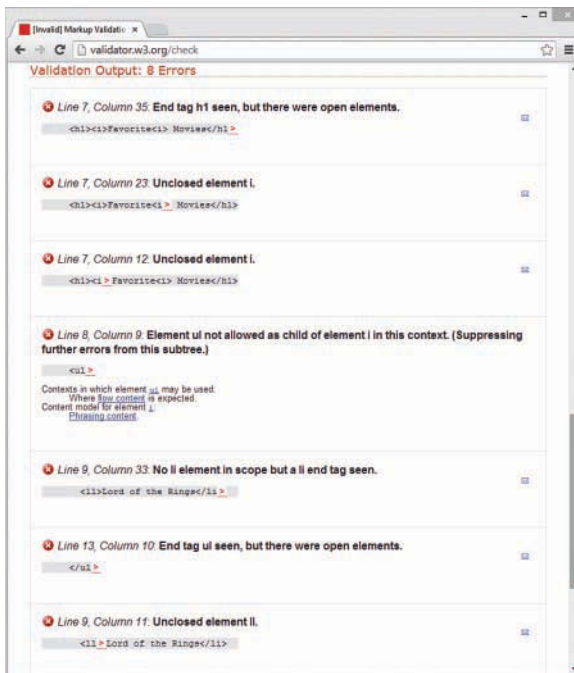 [Invalid] Markup Validatio
validator.w3.org/check
Validation Output: 8 Errors
Line 7, Column 35: End tag h1 seen, but there were open elements.
<h1><i>Favorite<i> Movies</h1>
Line 7, Column 23: Unclosed element i.
<h1><i>Favorite<i> Movies</h1>
Line 7, Column 12: Unclosed element i.
<h1><i>Favorite<i> Movies</h1>
Line 8, Column 9: Element ul not allowed as child of element i in this context. (Suppressing
further errors from this subtree.)
<ul>
Contexts in which element ul may be used.
Where flow content is expected.
Content model for element i:
Phrasing content.
Line 9, Column 33: No li element in scope but a li end tag seen.
<ll>Lord of the Rings</li>
Line 13, Column 10: End tag ul seen, but there were open elements.
</ul>
Line 9, Column 11: Unclosed element ll.
<ll>Lord of the Rings</li>